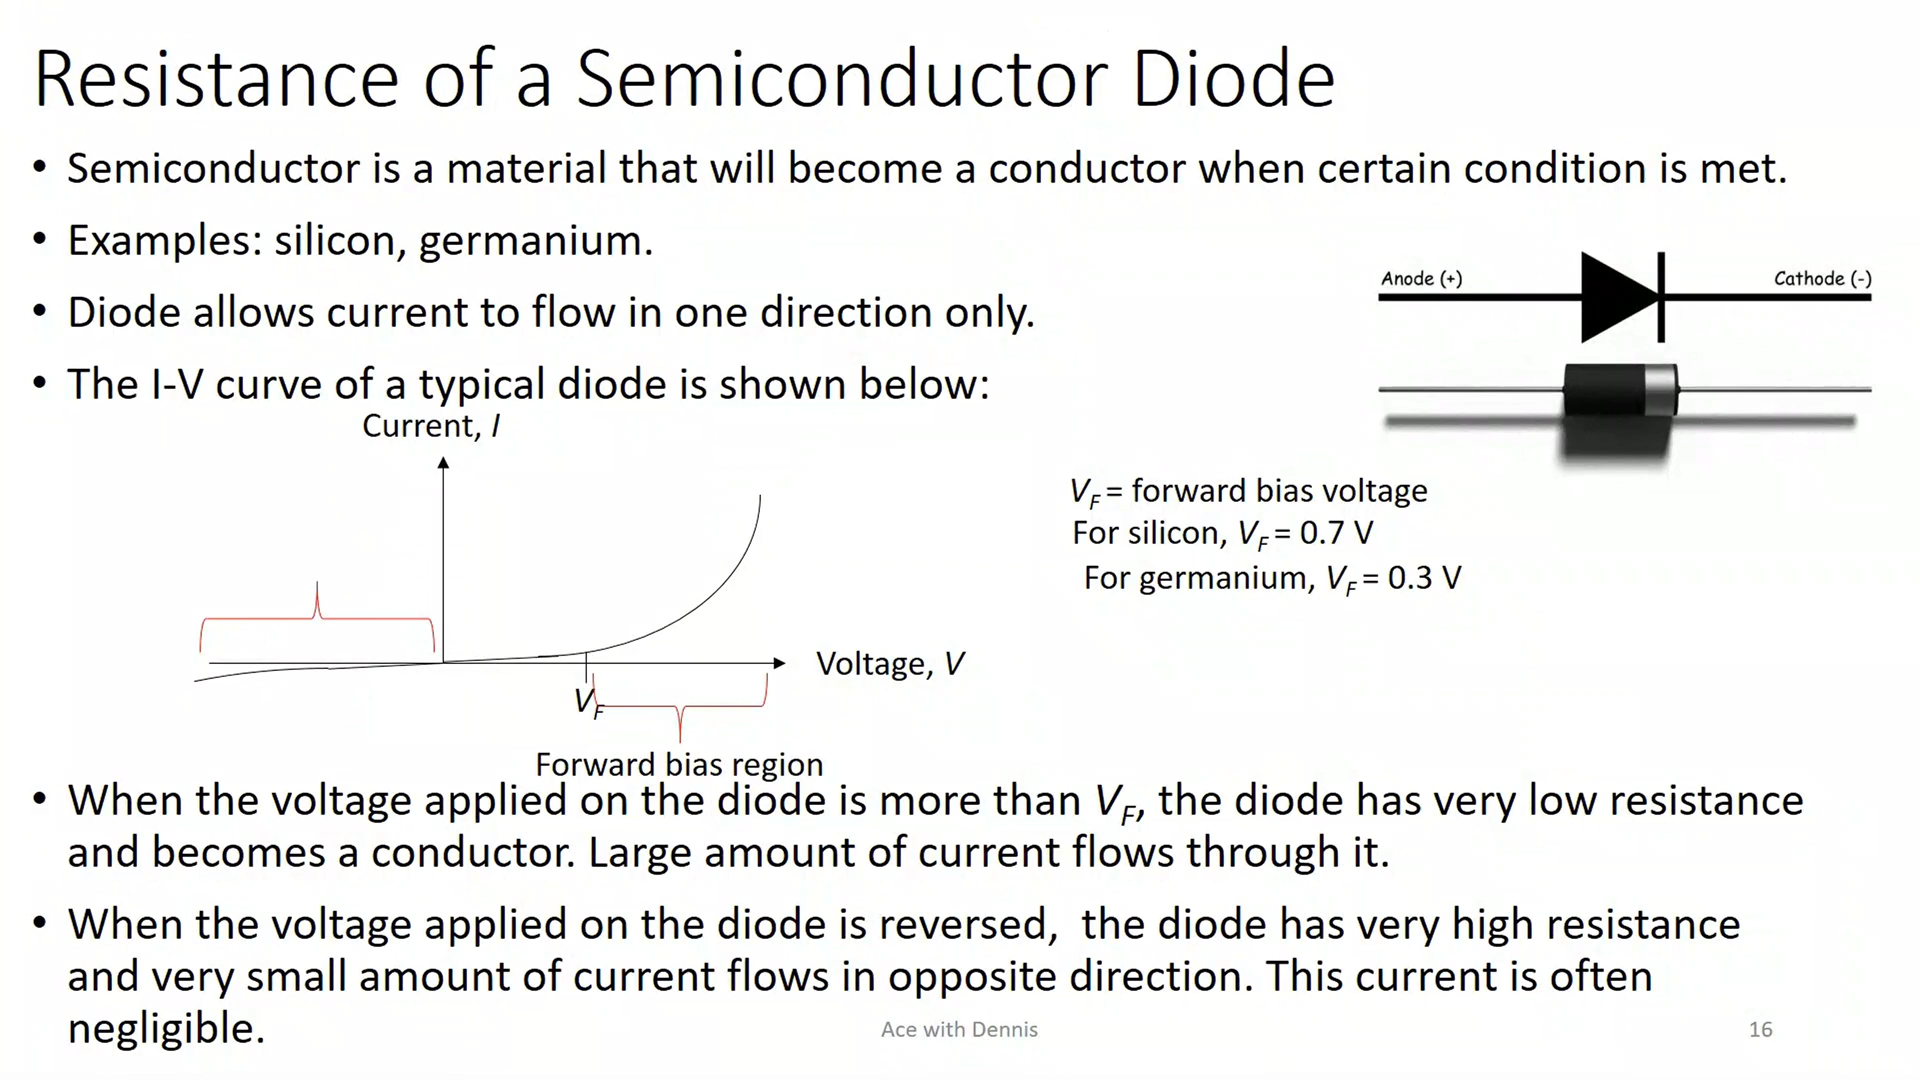 Resistance of a Semiconductor Diode
• Semiconductor is a material that will become a conductor when certain condition is met.
• Examples: silicon, germanium.
• Diode allows current to flow in one direction only.
• The I-V curve of a typical diode is shown below:
Anode (+)
Cathode (-)
Current, I
VF = forward bias voltage
For silicon, VF = 0.7 V
For germanium, VF = 0.3 V
Voltage, V
VF
Forward bias region
• When the voltage applied on the diode is more than VF, the diode has very low resistance
and becomes a conductor. Large amount of current flows through it.
• When the voltage applied on the diode is reversed, the diode has very high resistance
and very small amount of current flows in opposite direction. This current is often
negligible.
Ace with Dennis
16